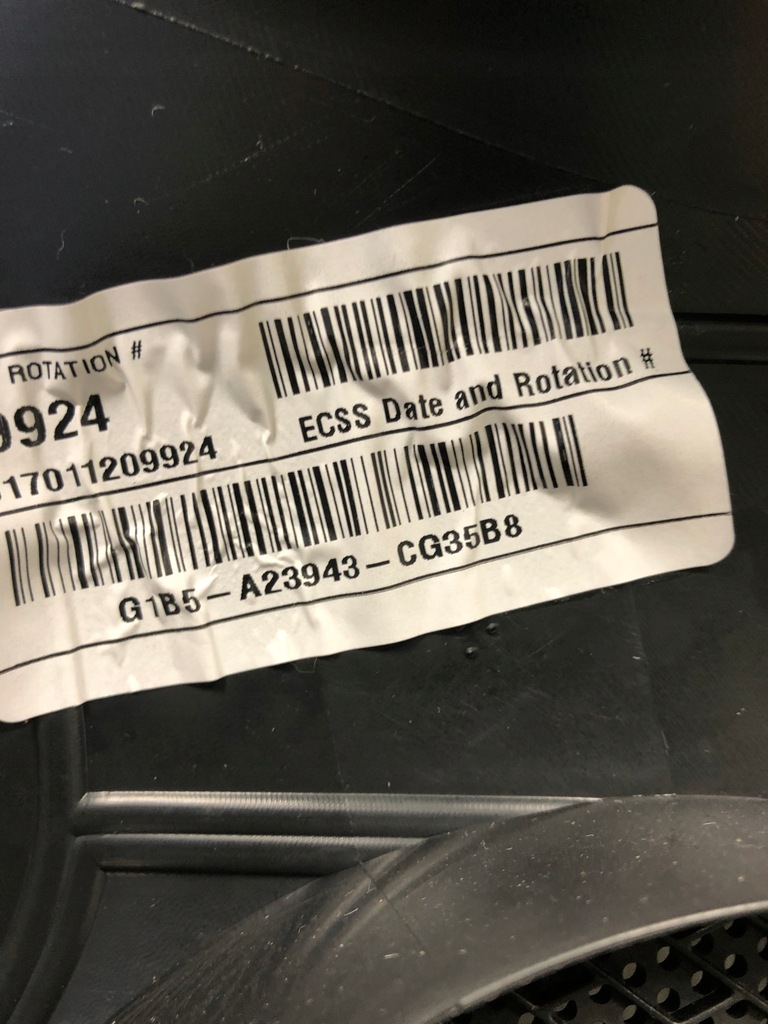 ROTATION #
9924
17011209924
ECSS Date and Rotation #
G1B5-A23943-CG35B8